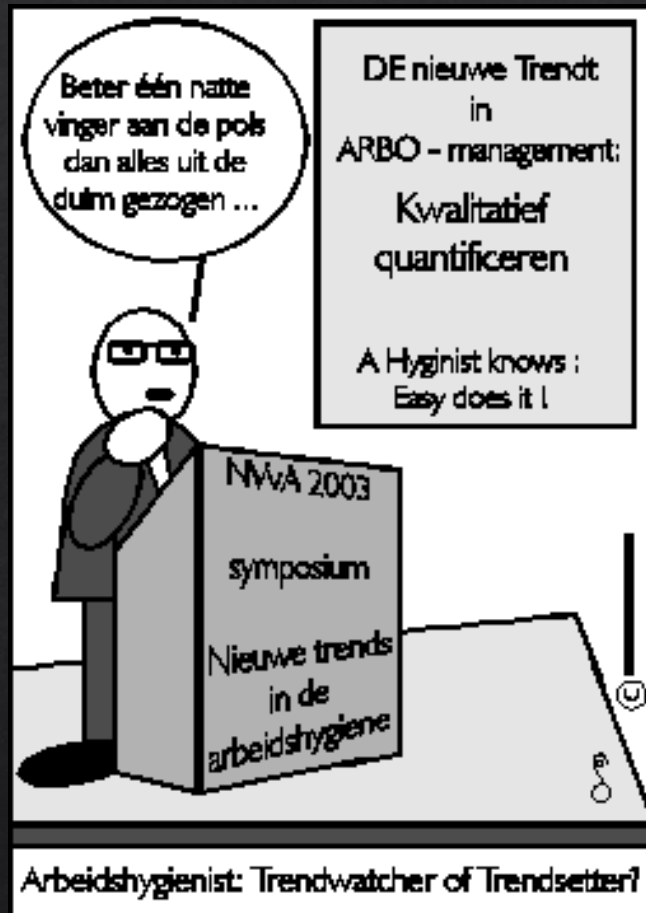 Beter één natte
vinger aan de pols
dan alles uit de
duim gezogen ...
DE nieuwe Trendt
in
ARBO - management:
Kwalitatief
quantificeren
A Hyginist knows :
Easy does it !
NVvA 2003
symposium
Nieuwe trends
in de
arbeidshygiene
Arbeidshygienist: Trendwatcher of Trendsetter?